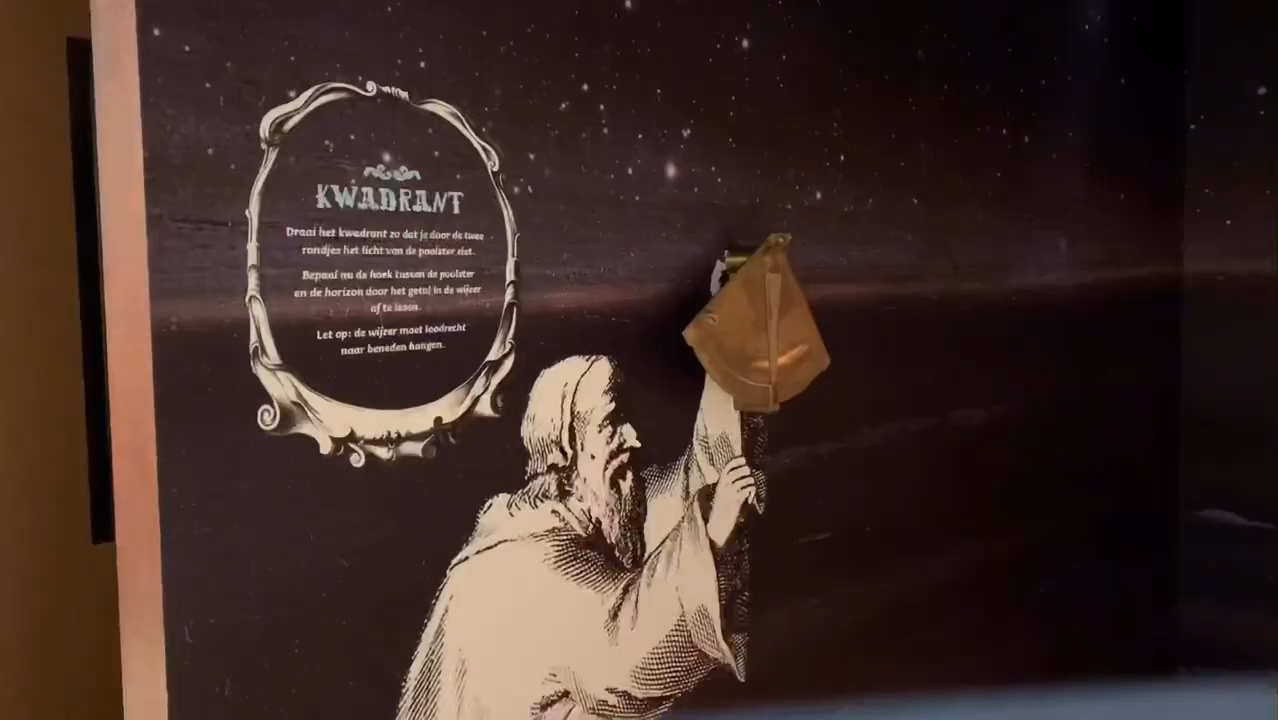 KWADRANT
Draai het kwadrant zo dat je door de twee
rondjes het licht van de poolster ziet.
Bepaal nu de hoek tussen de poolster
en de horizon door het getal in de wijzer
af te lezen.
Let op: de wijzer moet loodrecht
naar beneden hangen.